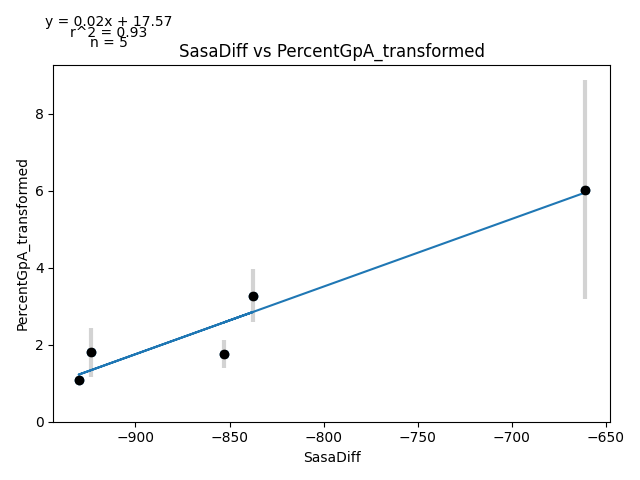 y = 0.02x + 17.57
r^2 = 0.93
n = 5
SasaDiff vs PercentGpA_transformed
PercentGpA_transformed
8
6
4
2
0
−900
−850
−800
−750
−700
−650
SasaDiff